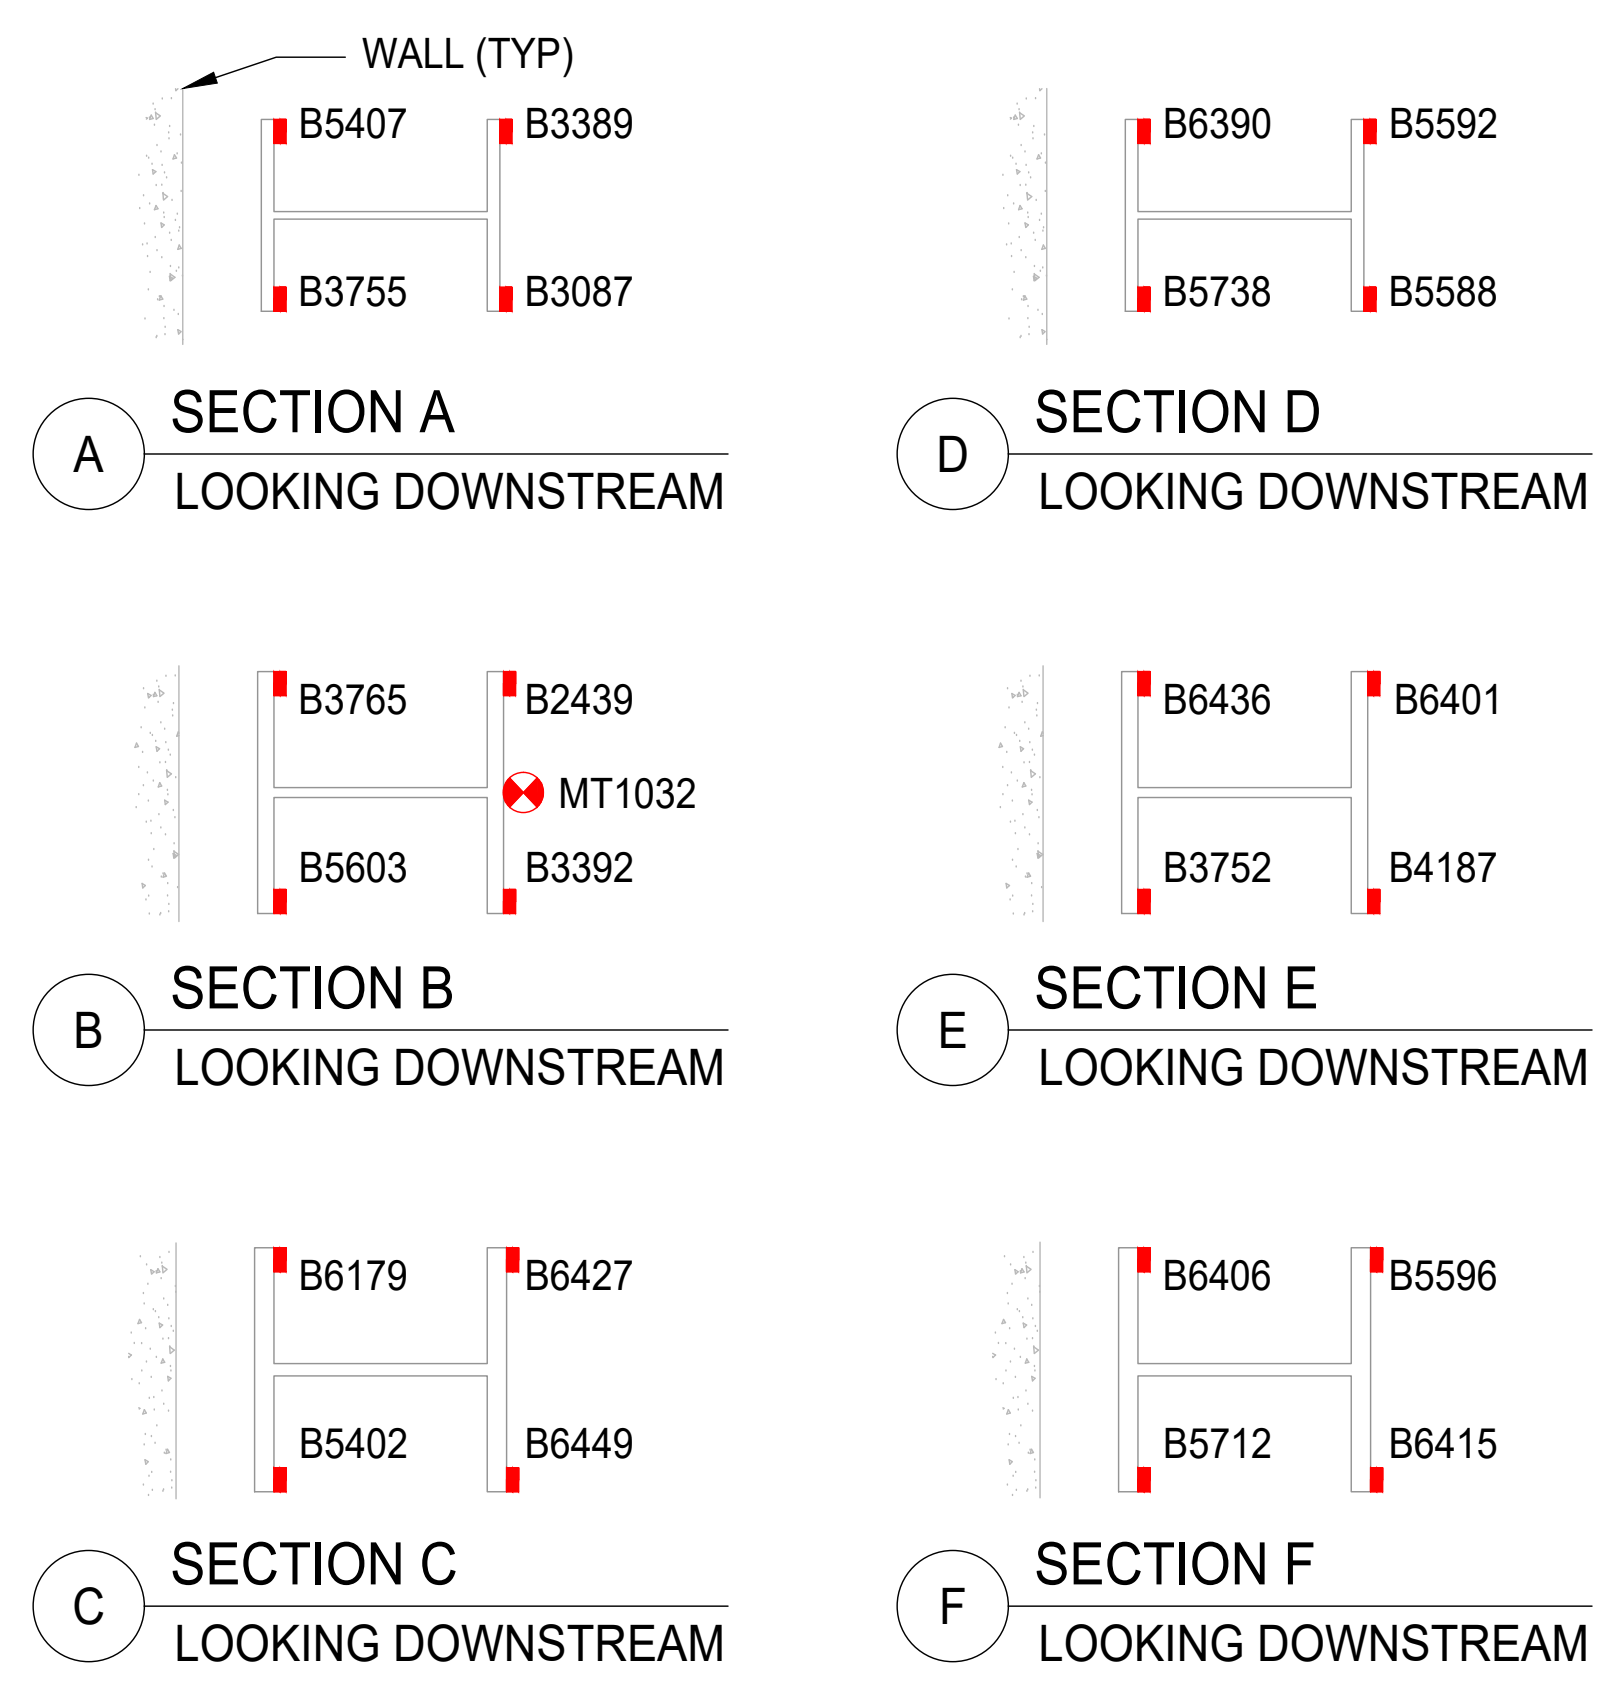 WALL (TYP)
B5407 B3389
B3755 B3087
A
SECTION A
LOOKING DOWNSTREAM
B6390 B5592
B5738 B5588
D
SECTION D
LOOKING DOWNSTREAM
B3765 B2439
MT1032
B5603 B3392
B
SECTION B
LOOKING DOWNSTREAM
B6436 B6401
B3752 B4187
E
SECTION E
LOOKING DOWNSTREAM
B6179 B6427
B5402 B6449
C
SECTION C
LOOKING DOWNSTREAM
B6406 B5596
B5712 B6415
F
SECTION F
LOOKING DOWNSTREAM